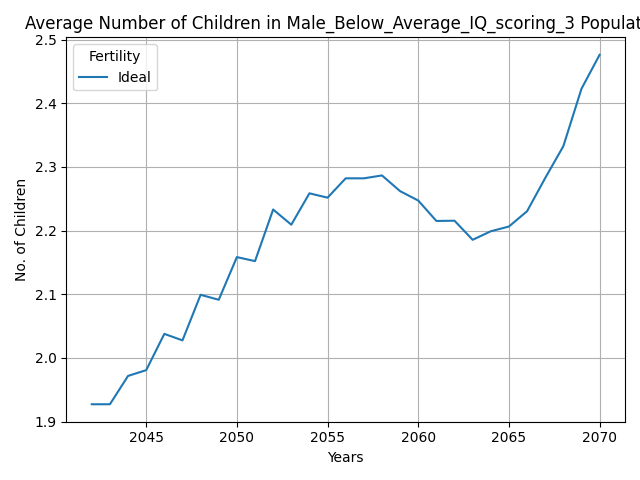 Average Number of Children in Male_Below_Average_IQ_scoring_3 Populat
2.5
2.4
2.3
2.2
2.1
2.0
1.9
No. of Children
Fertility
Ideal
2045 2050 2055 2060 2065 2070
Years